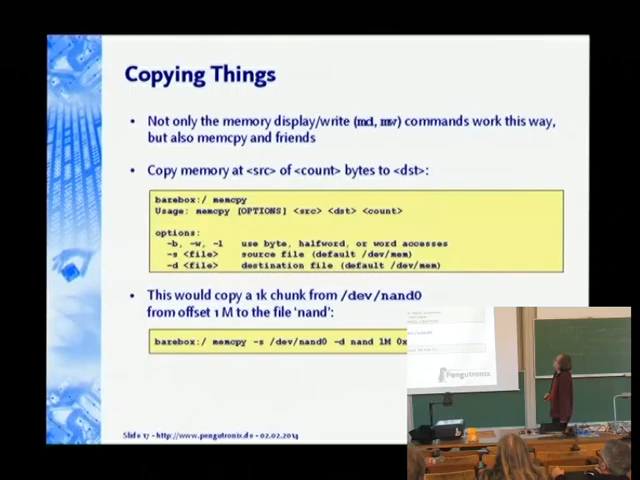 Copying Things
• Not only the memory display/write (md, mw) commands work this way,
but also memcpy and friends
• Copy memory at <src> of <count> bytes to <dst>:
barebox:/ memcpy
Usage: memcpy [OPTIONS] <src> <dst> <count>
options:
-b, -w, -l use byte, halfword, or word accesses
-s <file> source file (default /dev/mem)
-d <file> destination file (default /dev/mem)
• This would copy a 1k chunk from /dev/nand0
from offset 1 M to the file 'nand':
barebox:/ memcpy -s /dev/nand0 -d nand 1M 0x
Slide 17 - http://www.pengutronix.de - 02.02.2014
Pengutronix